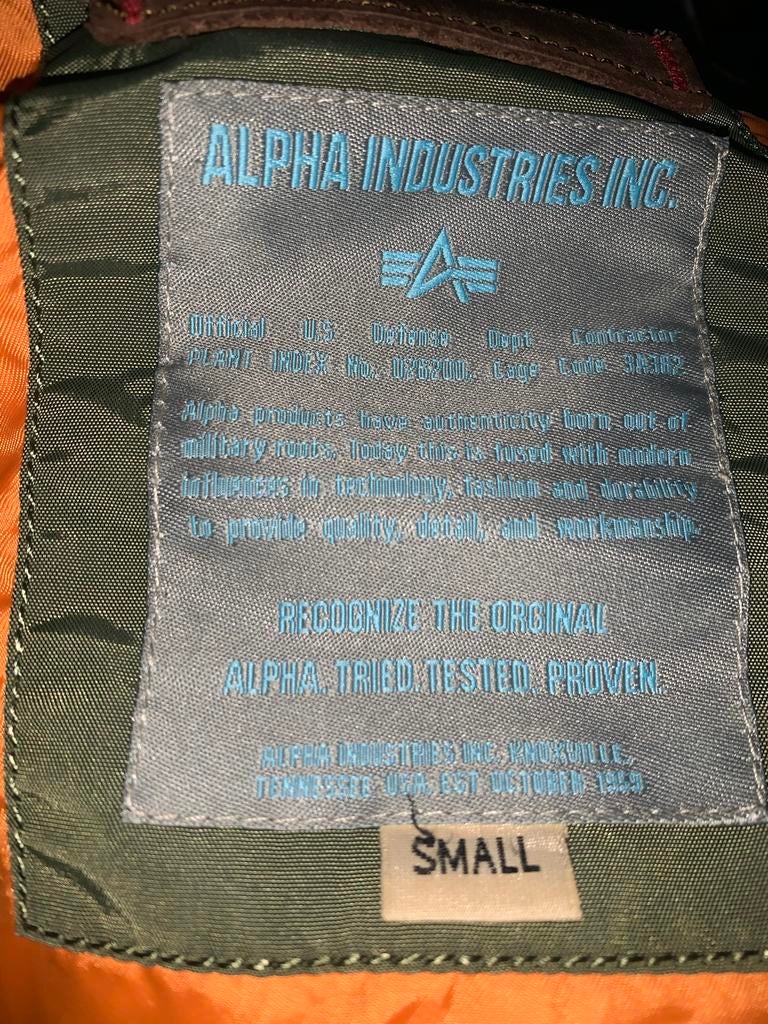 ALPHA INDUSTRIES INC.
Official U.S Defense Dept Contractor
PLANT INDEX No. 026200. Cage Code 3A3A2
Alpha products have authenticity born out of
military roots. Today this is fused with modern
influences in technology, fashion and durability
to provide quality, detail, and workmanship.
RECOGNIZE THE ORGINAL
ALPHA. TRIED. TESTED. PROVEN.
ALPHA INDUSTRIES INC. KNOXVILLE,
TENNESSEE USA. EST OCTOBER 1959
SMALL